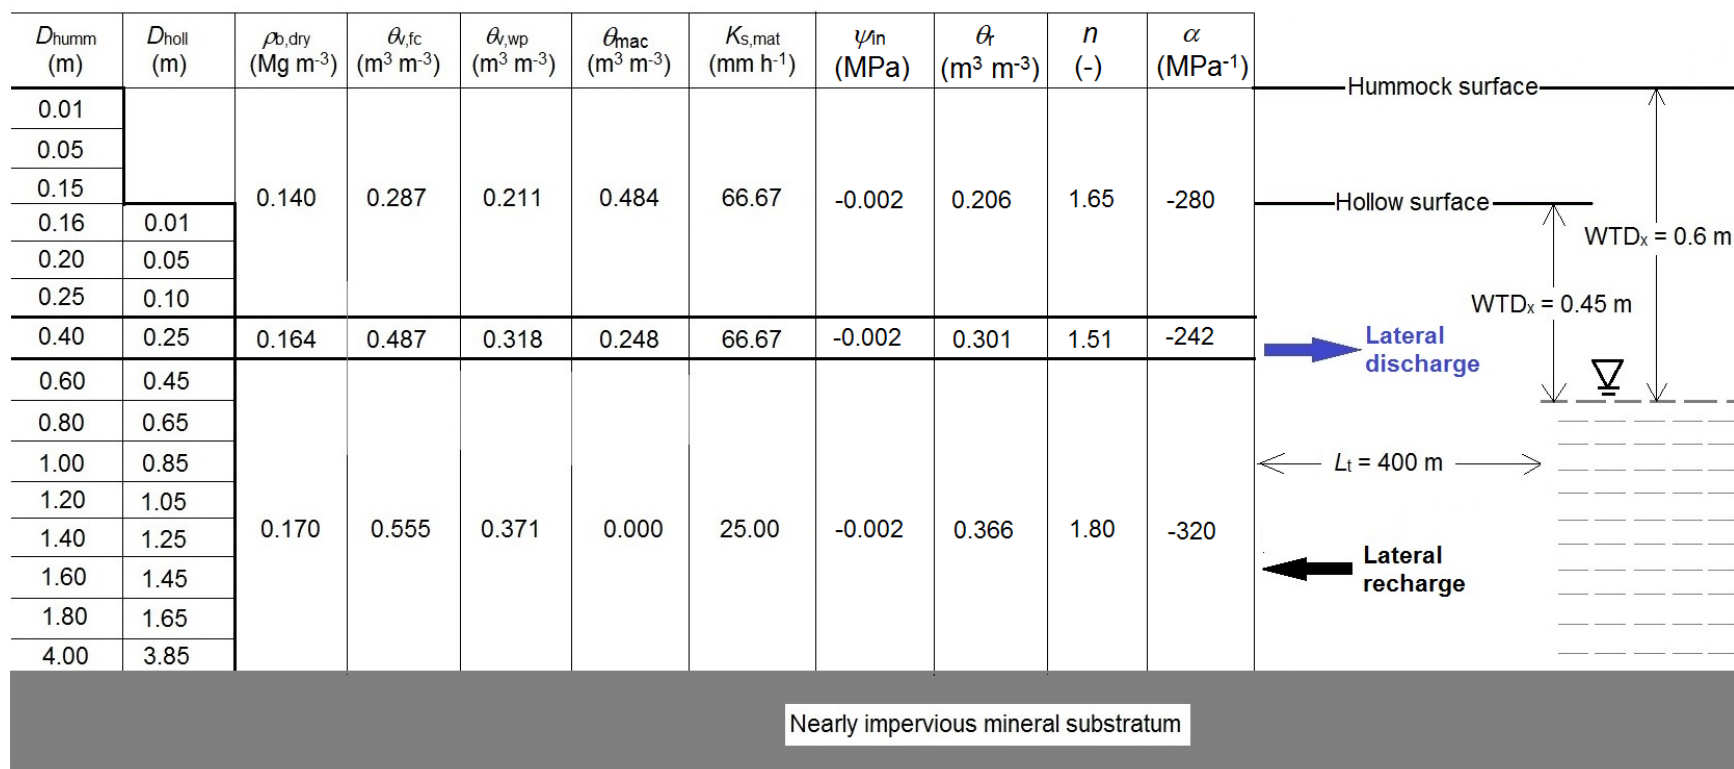 Dhumm Dholl ρb,dry θv,fc θv,wp θmac Ks,mat ψin θr n α
(m) (m) (Mg m-3) (m3 m-3) (m3 m-3) (m3 m-3) (mm h-1) (MPa) (m3 m-3) (-) (MPa-1)
Hummock surface
0.01
0.05
0.15
0.140 0.287 0.211 0.484 66.67 -0.002 0.206 1.65 -280
Hollow surface
0.16 0.01
WTDx = 0.6 m
0.20 0.05
0.25 0.10
WTDx = 0.45 m
0.40 0.25 0.164 0.487 0.318 0.248 66.67 -0.002 0.301 1.51 -242
Lateral
discharge
0.60 0.45
0.80 0.65
1.00 0.85
Lt = 400 m
1.20 1.05
1.40 1.25
0.170 0.555 0.371 0.000 25.00 -0.002 0.366 1.80 -320
Lateral
recharge
1.60 1.45
1.80 1.65
4.00 3.85
Nearly impervious mineral substratum